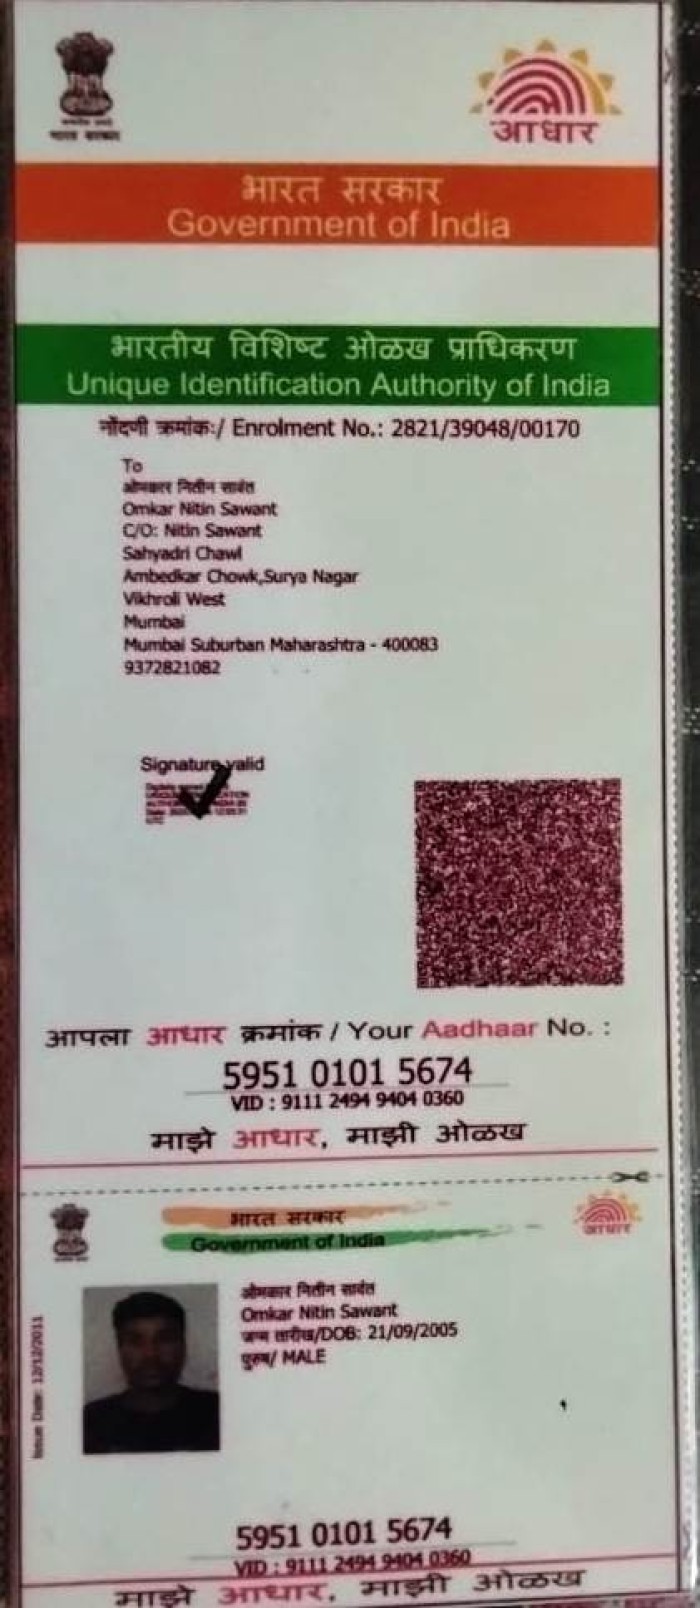 भारत सरकार
आधार
भारत सरकार
Government of India
भारतीय विशिष्ट ओळख प्राधिकरण
Unique Identification Authority of India
नोंदणी क्रमांकः/ Enrolment No.: 2821/39048/00170
To
ओमकार नितीन सावंत
Omkar Nitin Sawant
C/O: Nitin Sawant
Sahyadri Chawl
Ambedkar Chowk,Surya Nagar
Vikhroli West
Mumbai
Mumbai Suburban Maharashtra - 400083
9372821082
Signature valid
आपला आधार क्रमांक / Your Aadhaar No. :
5951 0101 5674
VID : 9111 2494 9404 0360
माझे आधार, माझी ओळख
भारत सरकार
Government of India
आधार
ओमकार नितीन सावंत
Omkar Nitin Sawant
जन्म तारीख/DOB: 21/09/2005
पुरुष/ MALE
Issue Date: 12/12/2011
5951 0101 5674
VID : 9111 2494 9404 0360
माझे आधार, माझी ओळख